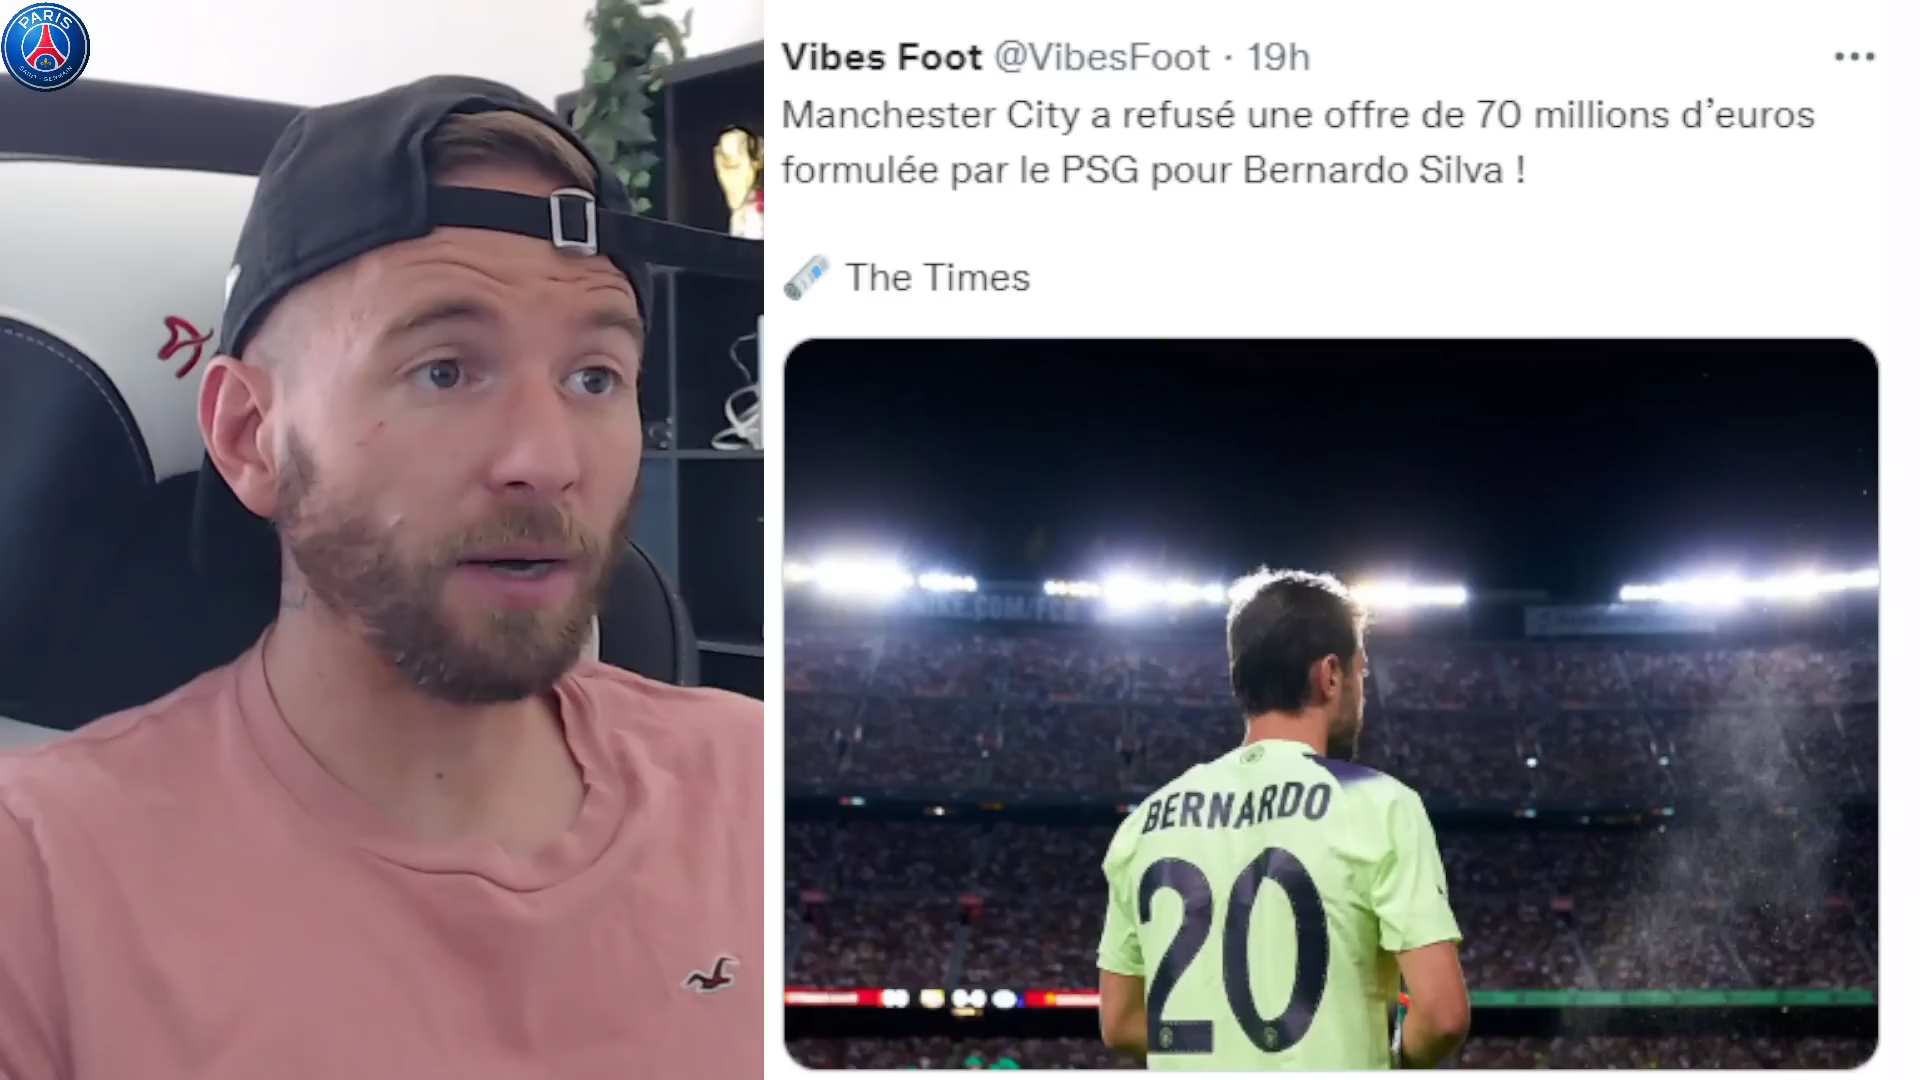 PARIS
SAINT-GERMAIN
Vibes Foot @VibesFoot · 19h
Manchester City a refusé une offre de 70 millions d’euros
formulée par le PSG pour Bernardo Silva !
The Times
BERNARDO
20